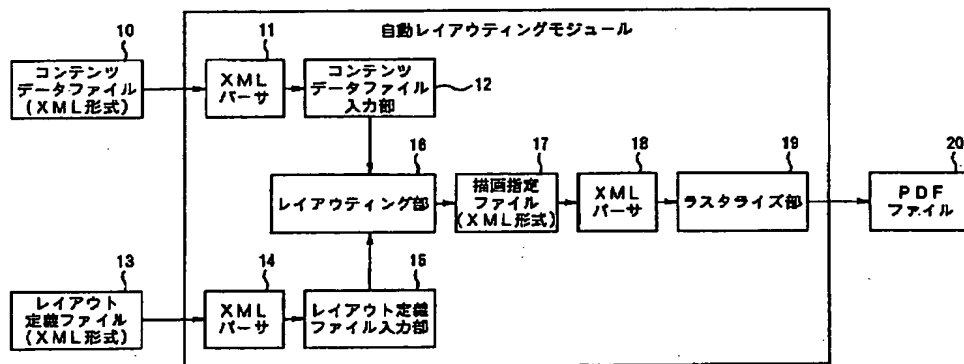 自動レイアウティングモジュール
10
コンテンツ
データファイル
(XML形式)
11
XML
パーサ
コンテンツ
データファイル
入力部
12
16
レイアウティング部
17
描画指定
ファイル
(XML形式)
18
XML
パーサ
19
ラスタライズ部
20
PDF
ファイル
13
レイアウト
定義ファイル
(XML形式)
14
XML
パーサ
15
レイアウト定義
ファイル入力部